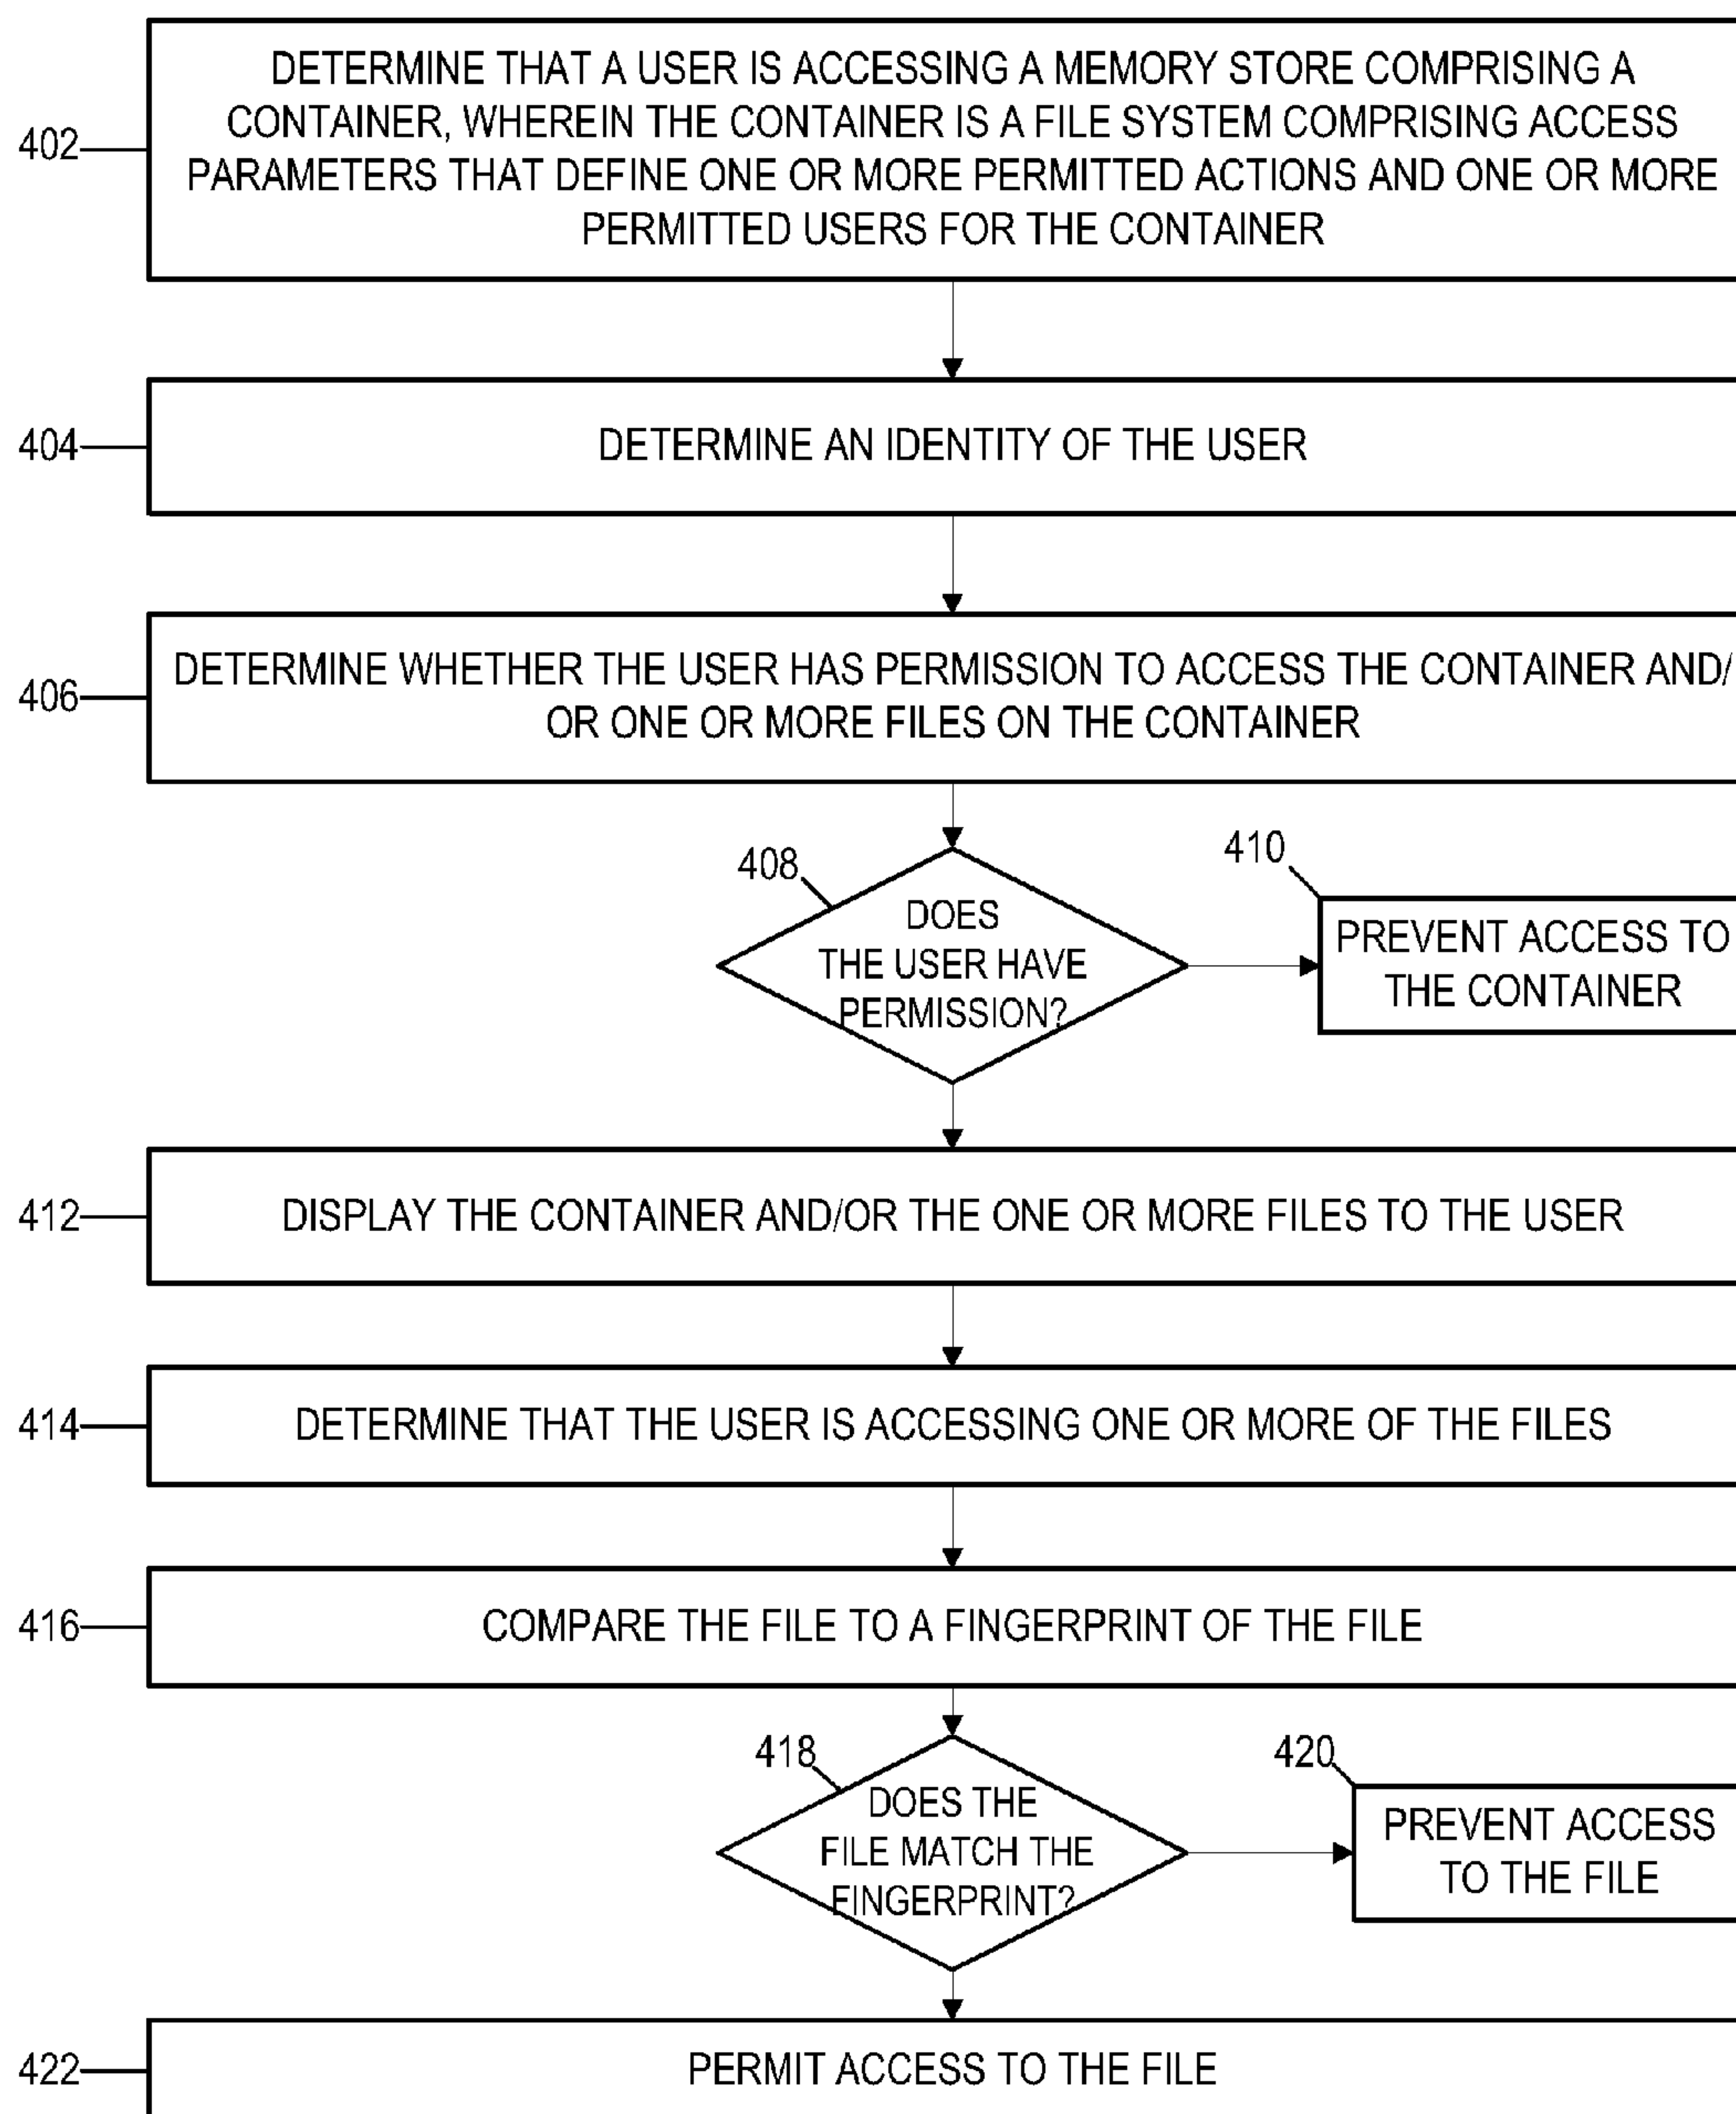 402
DETERMINE THAT A USER IS ACCESSING A MEMORY STORE COMPRISING A
CONTAINER, WHEREIN THE CONTAINER IS A FILE SYSTEM COMPRISING ACCESS
PARAMETERS THAT DEFINE ONE OR MORE PERMITTED ACTIONS AND ONE OR MORE
PERMITTED USERS FOR THE CONTAINER
404
DETERMINE AN IDENTITY OF THE USER
406
DETERMINE WHETHER THE USER HAS PERMISSION TO ACCESS THE CONTAINER AND/
OR ONE OR MORE FILES ON THE CONTAINER
408
DOES
THE USER HAVE
PERMISSION?
410
PREVENT ACCESS TO
THE CONTAINER
412
DISPLAY THE CONTAINER AND/OR THE ONE OR MORE FILES TO THE USER
414
DETERMINE THAT THE USER IS ACCESSING ONE OR MORE OF THE FILES
416
COMPARE THE FILE TO A FINGERPRINT OF THE FILE
418
DOES THE
FILE MATCH THE
FINGERPRINT?
420
PREVENT ACCESS
TO THE FILE
422
PERMIT ACCESS TO THE FILE